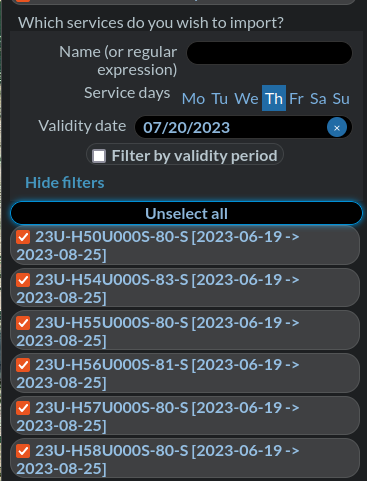 Which services do you wish to import?
Name (or regular
expression)
Service days
Mo Tu We Th Fr Sa Su
Validity date 07/20/2023 ×
Filter by validity period
Hide filters
Unselect all
23U-H50U000S-80-S [2023-06-19 ->
2023-08-25]
23U-H54U000S-83-S [2023-06-19 ->
2023-08-25]
23U-H55U000S-80-S [2023-06-19 ->
2023-08-25]
23U-H56U000S-81-S [2023-06-19 ->
2023-08-25]
23U-H57U000S-80-S [2023-06-19 ->
2023-08-25]
23U-H58U000S-80-S [2023-06-19 ->
2023-08-25]